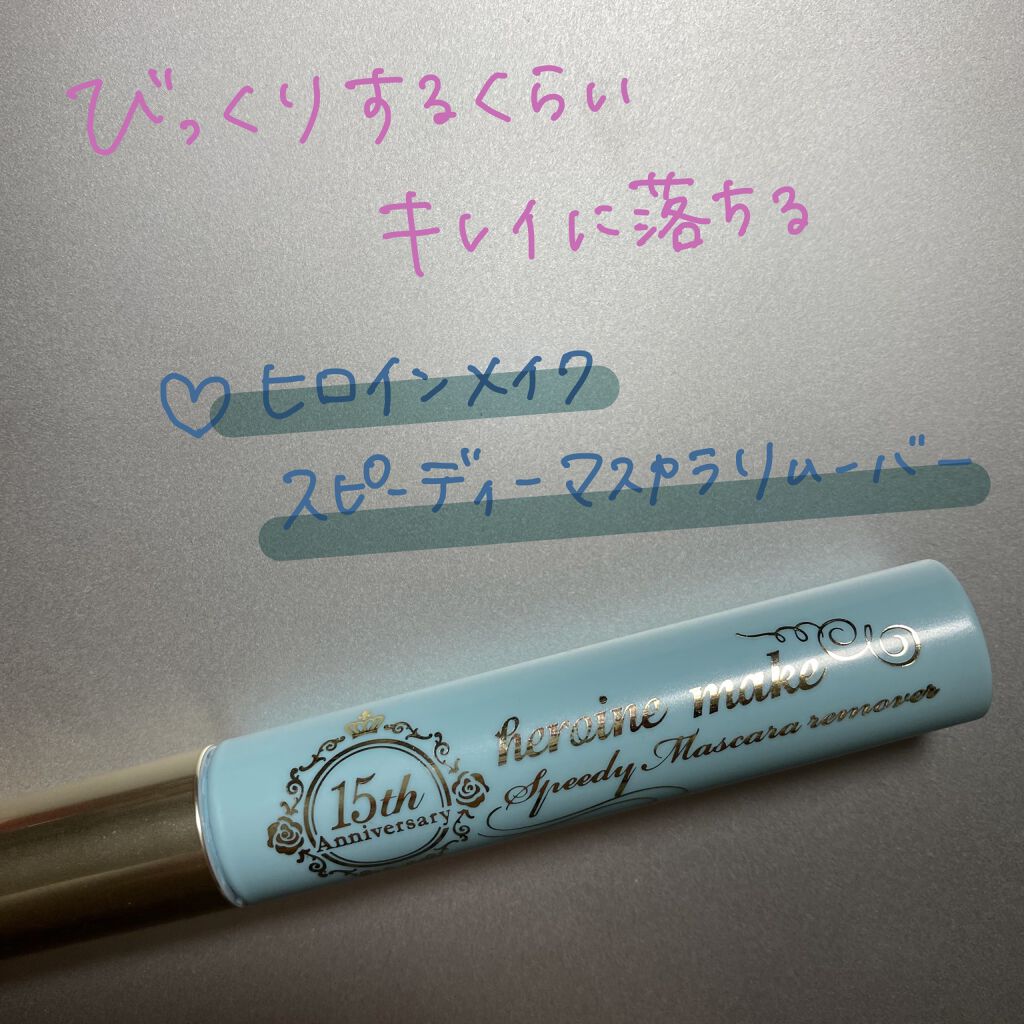 びっくりするくらい
キレイに落ちる
♡ヒロインメイク
スピーディーマスカラリムーバー
heroine make
Speedy Mascara remover
15th
Anniversary